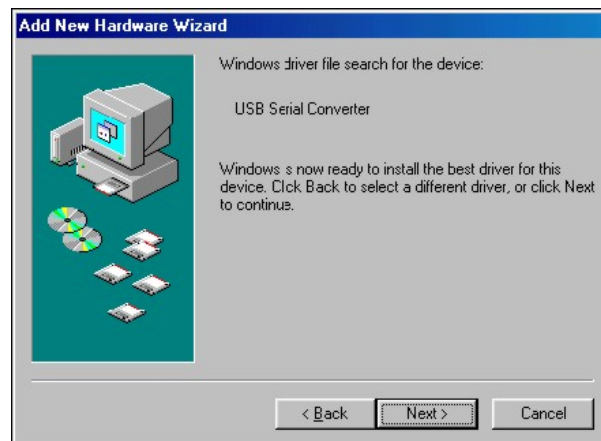 Add New Hardware Wizard
Windows driver file search for the device:
USB Serial Converter
Windows s now ready to install the best driver for this
device. Clck Back to select a different driver, or click Next
to continue.
< Back
Next >
Cancel